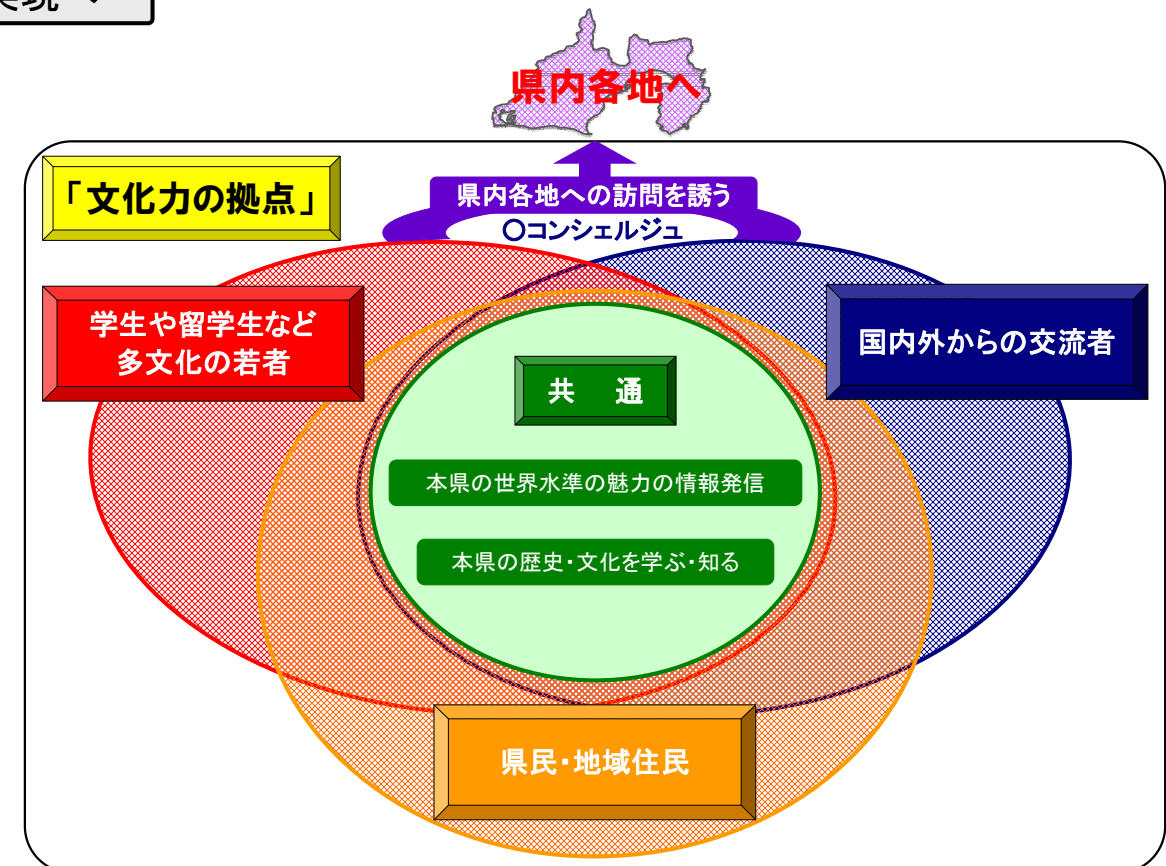 実現へ
県内各地へ
「文化力の拠点」
県内各地への訪問を誘う
○コンシェルジュ
学生や留学生など
多文化の若者
国内外からの交流者
共　通
本県の世界水準の魅力の情報発信
本県の歴史・文化を学ぶ・知る
県民・地域住民